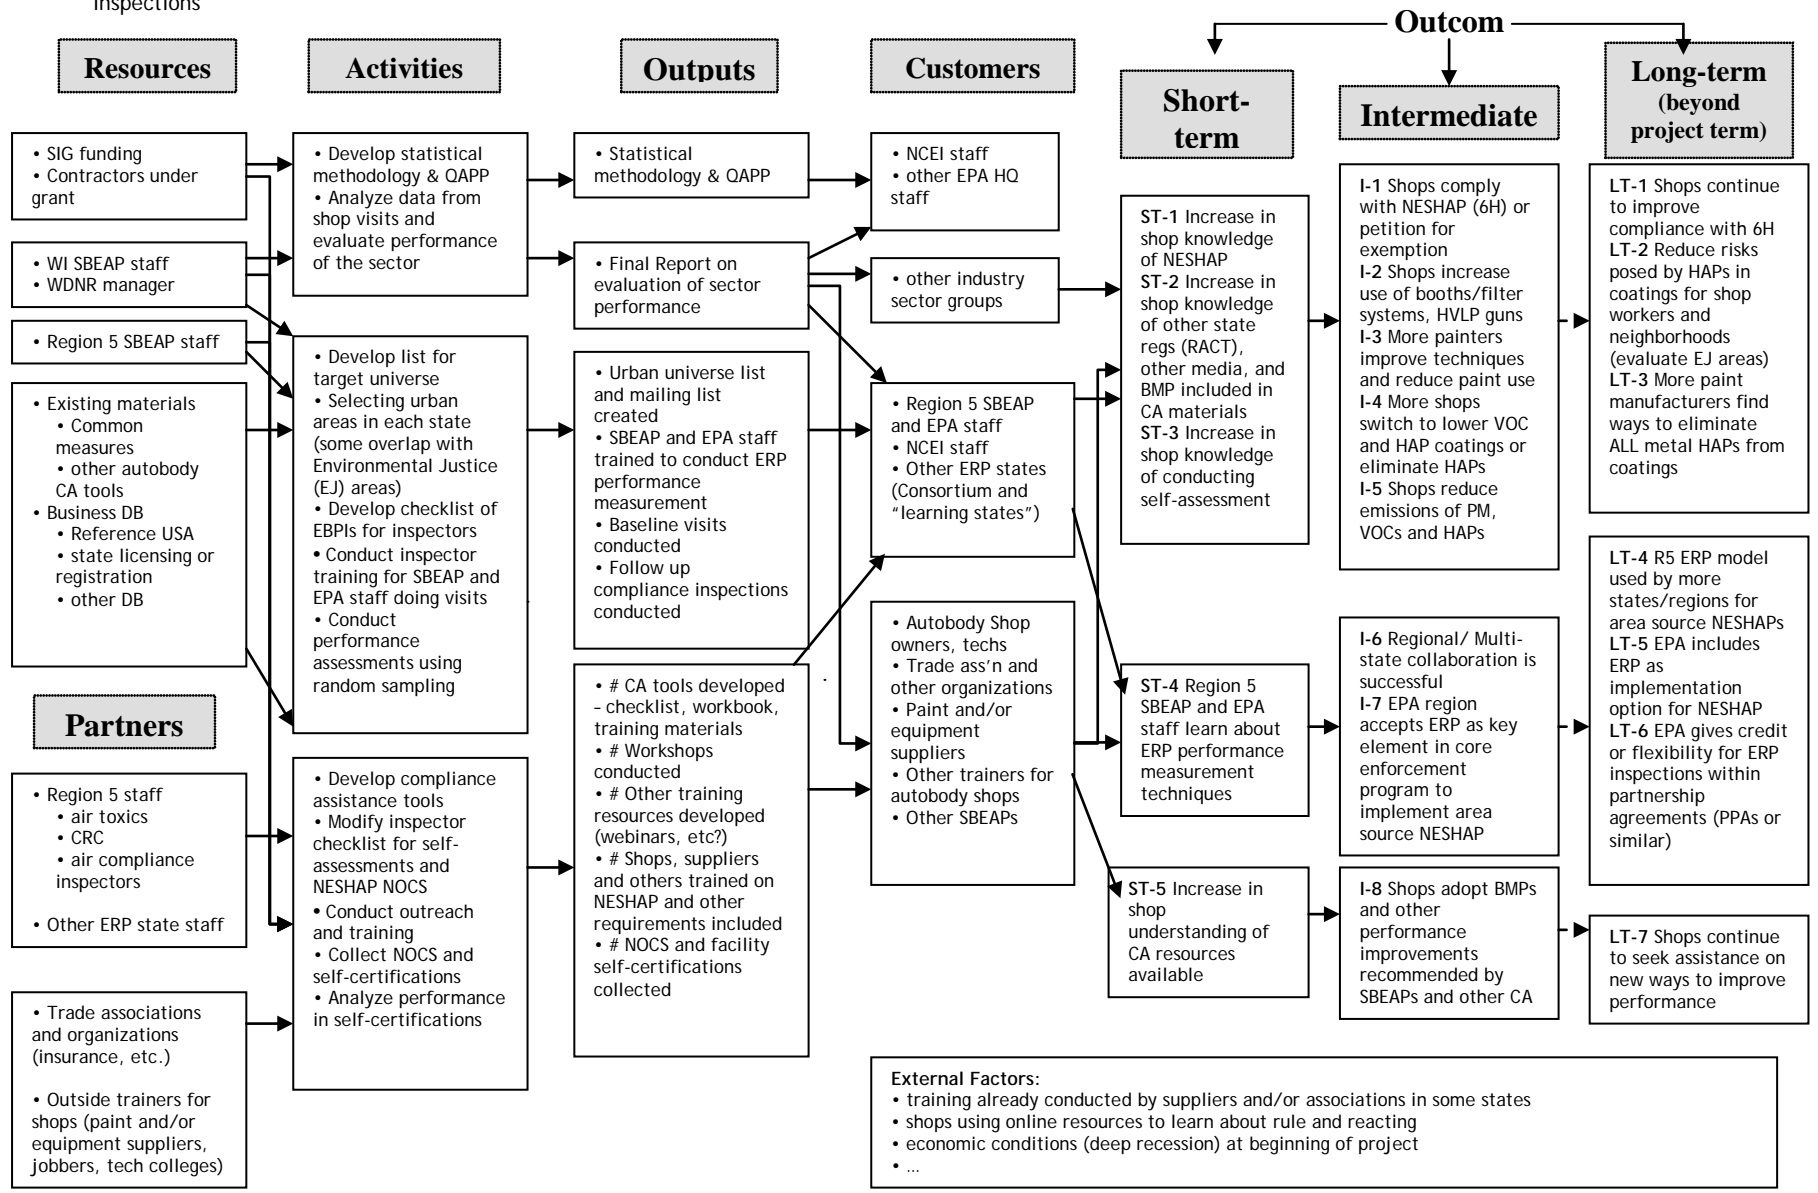 inspections
Outcom
Resources
Activities
Outputs
Customers
Short-
term
Intermediate
Long-term
(beyond
project term)
• SIG funding
• Contractors under
grant
• WI SBEAP staff
• WDNR manager
• Region 5 SBEAP staff
• Existing materials
• Common
measures
• other autobody
CA tools
• Business DB
• Reference USA
• state licensing or
registration
• other DB
Partners
• Region 5 staff
• air toxics
• CRC
• air compliance
inspectors
• Other ERP state staff
• Trade associations
and organizations
(insurance, etc.)
• Outside trainers for
shops (paint and/or
equipment suppliers,
jobbers, tech colleges)
• Develop statistical
methodology & QAPP
• Analyze data from
shop visits and
evaluate performance
of the sector
• Develop list for
target universe
• Selecting urban
areas in each state
(some overlap with
Environmental Justice
(EJ) areas)
• Develop checklist of
EBPIs for inspectors
• Conduct inspector
training for SBEAP and
EPA staff doing visits
• Conduct
performance
assessments using
random sampling
• Develop compliance
assistance tools
• Modify inspector
checklist for self-
assessments and
NESHAP NOCS
• Conduct outreach
and training
• Collect NOCS and
self-certifications
• Analyze performance
in self-certifications
• Statistical
methodology & QAPP
• Final Report on
evaluation of sector
performance
• Urban universe list
and mailing list
created
• SBEAP and EPA staff
trained to conduct ERP
performance
measurement
• Baseline visits
conducted
• Follow up
compliance inspections
conducted
• # CA tools developed
– checklist, workbook,
training materials
• # Workshops
conducted
• # Other training
resources developed
(webinars, etc?)
• # Shops, suppliers
and others trained on
NESHAP and other
requirements included
• # NOCS and facility
self-certifications
collected
• NCEI staff
• other EPA HQ
staff
• other industry
sector groups
• Region 5 SBEAP
and EPA staff
• NCEI staff
• Other ERP states
(Consortium and
“learning states”)
• Autobody Shop
owners, techs
• Trade ass’n and
other organizations
• Paint and/or
equipment
suppliers
• Other trainers for
autobody shops
• Other SBEAPs
ST-1 Increase in
shop knowledge
of NESHAP
ST-2 Increase in
shop knowledge
of other state
regs (RACT),
other media, and
BMP included in
CA materials
ST-3 Increase in
shop knowledge
of conducting
self-assessment
ST-4 Region 5
SBEAP and EPA
staff learn about
ERP performance
measurement
techniques
ST-5 Increase in
shop
understanding of
CA resources
available
I-1 Shops comply
with NESHAP (6H) or
petition for
exemption
I-2 Shops increase
use of booths/filter
systems, HVLP guns
I-3 More painters
improve techniques
and reduce paint use
I-4 More shops
switch to lower VOC
and HAP coatings or
eliminate HAPs
I-5 Shops reduce
emissions of PM,
VOCs and HAPs
I-6 Regional/ Multi-
state collaboration is
successful
I-7 EPA region
accepts ERP as key
element in core
enforcement
program to
implement area
source NESHAP
I-8 Shops adopt BMPs
and other
performance
improvements
recommended by
SBEAPs and other CA
LT-1 Shops continue
to improve
compliance with 6H
LT-2 Reduce risks
posed by HAPs in
coatings for shop
workers and
neighborhoods
(evaluate EJ areas)
LT-3 More paint
manufacturers find
ways to eliminate
ALL metal HAPs from
coatings
LT-4 R5 ERP model
used by more
states/regions for
area source NESHAPs
LT-5 EPA includes
ERP as
implementation
option for NESHAP
LT-6 EPA gives credit
or flexibility for ERP
inspections within
partnership
agreements (PPAs or
similar)
LT-7 Shops continue
to seek assistance on
new ways to improve
performance
External Factors:
• training already conducted by suppliers and/or associations in some states
• shops using online resources to learn about rule and reacting
• economic conditions (deep recession) at beginning of project
• …